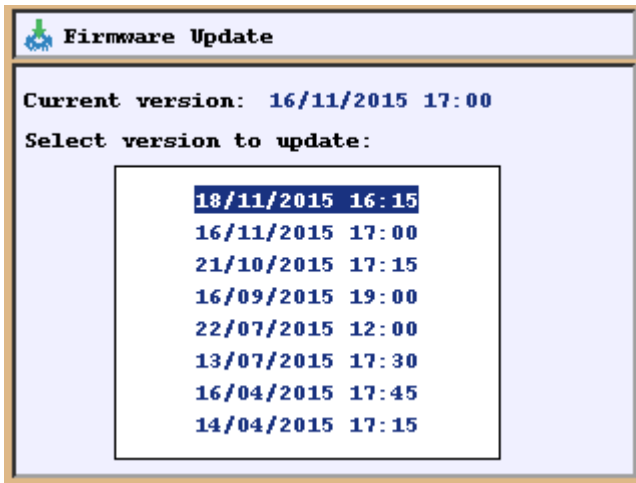 Firmware Update
Current version: 16/11/2015 17:00
Select version to update:
18/11/2015 16:15
16/11/2015 17:00
21/10/2015 17:15
16/09/2015 19:00
22/07/2015 12:00
13/07/2015 17:30
16/04/2015 17:45
14/04/2015 17:15